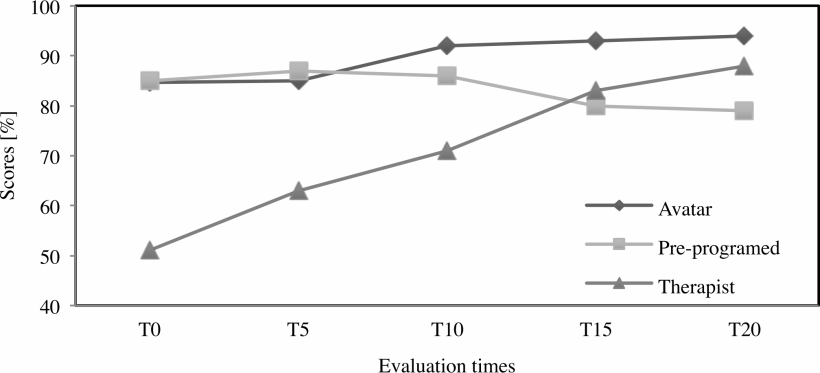 100
90
80
70
60
50
40
Scores [%]
Avatar
Pre-programed
Therapist
T0 T5 T10 T15 T20
Evaluation times